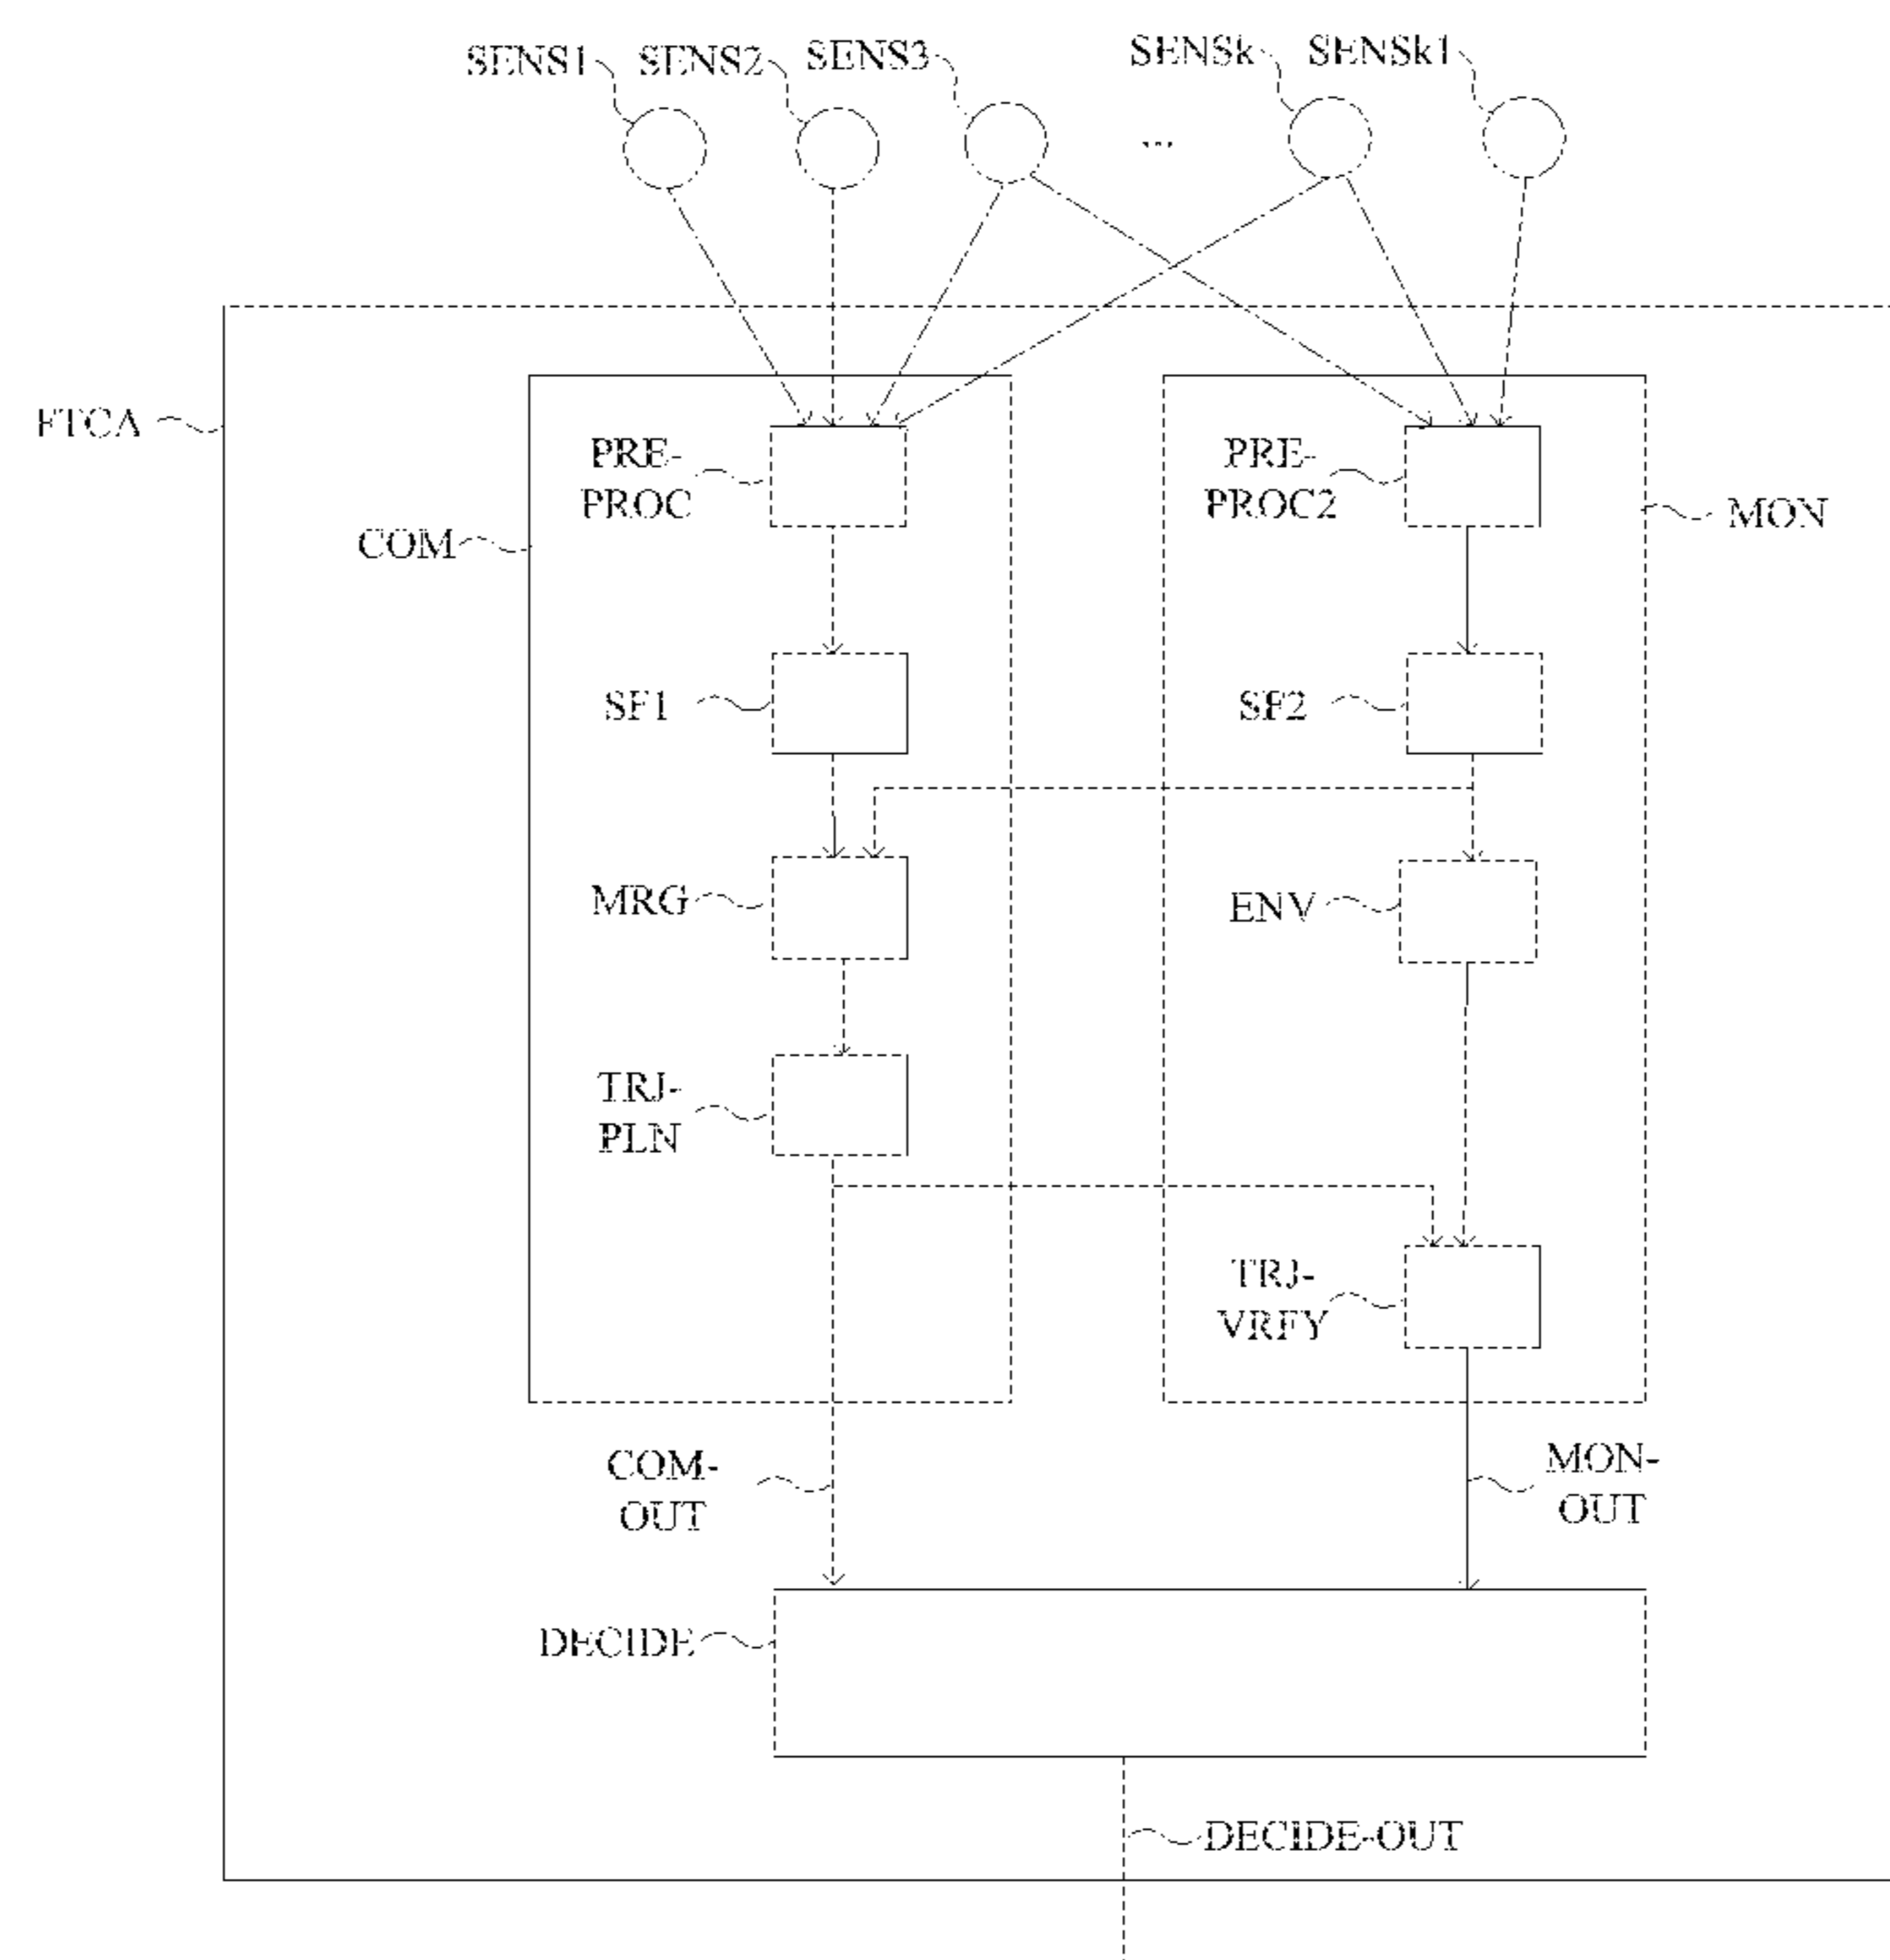 SENS1 SENS2 SENS3 ... SENSk SENSk1
FTCA
PRE-
PROC
PRE-
PROC2
COM
MON
SF1
SF2
MRG
ENV
TRJ-
PLN
TRJ-
VRFY
COM-
OUT
MON-
OUT
DECIDE
DECIDE-OUT